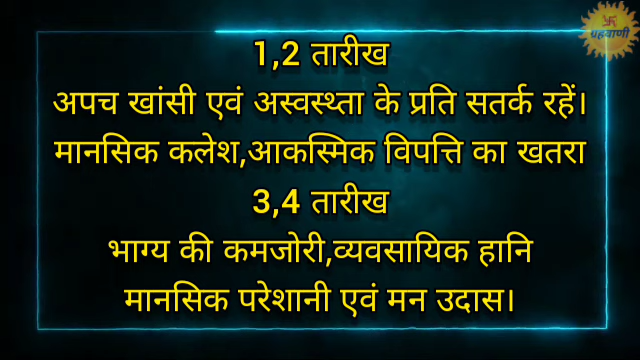 ग्रहवाणी
1,2 तारीख
अपच खांसी एवं अस्वस्थ्ता के प्रति सतर्क रहें।
मानसिक कलेश,आकस्मिक विपत्ति का खतरा
3,4 तारीख
भाग्य की कमजोरी,व्यवसायिक हानि
मानसिक परेशानी एवं मन उदास।